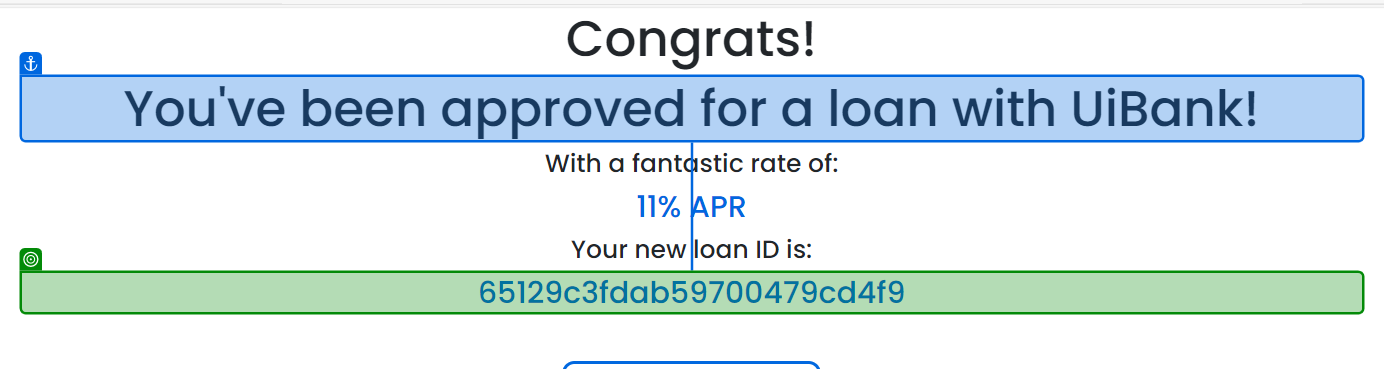 Congrats!
You've been approved for a loan with UiBank!
With a fantastic rate of:
11% APR
Your new loan ID is:
65129c3fdab59700479cd4f9